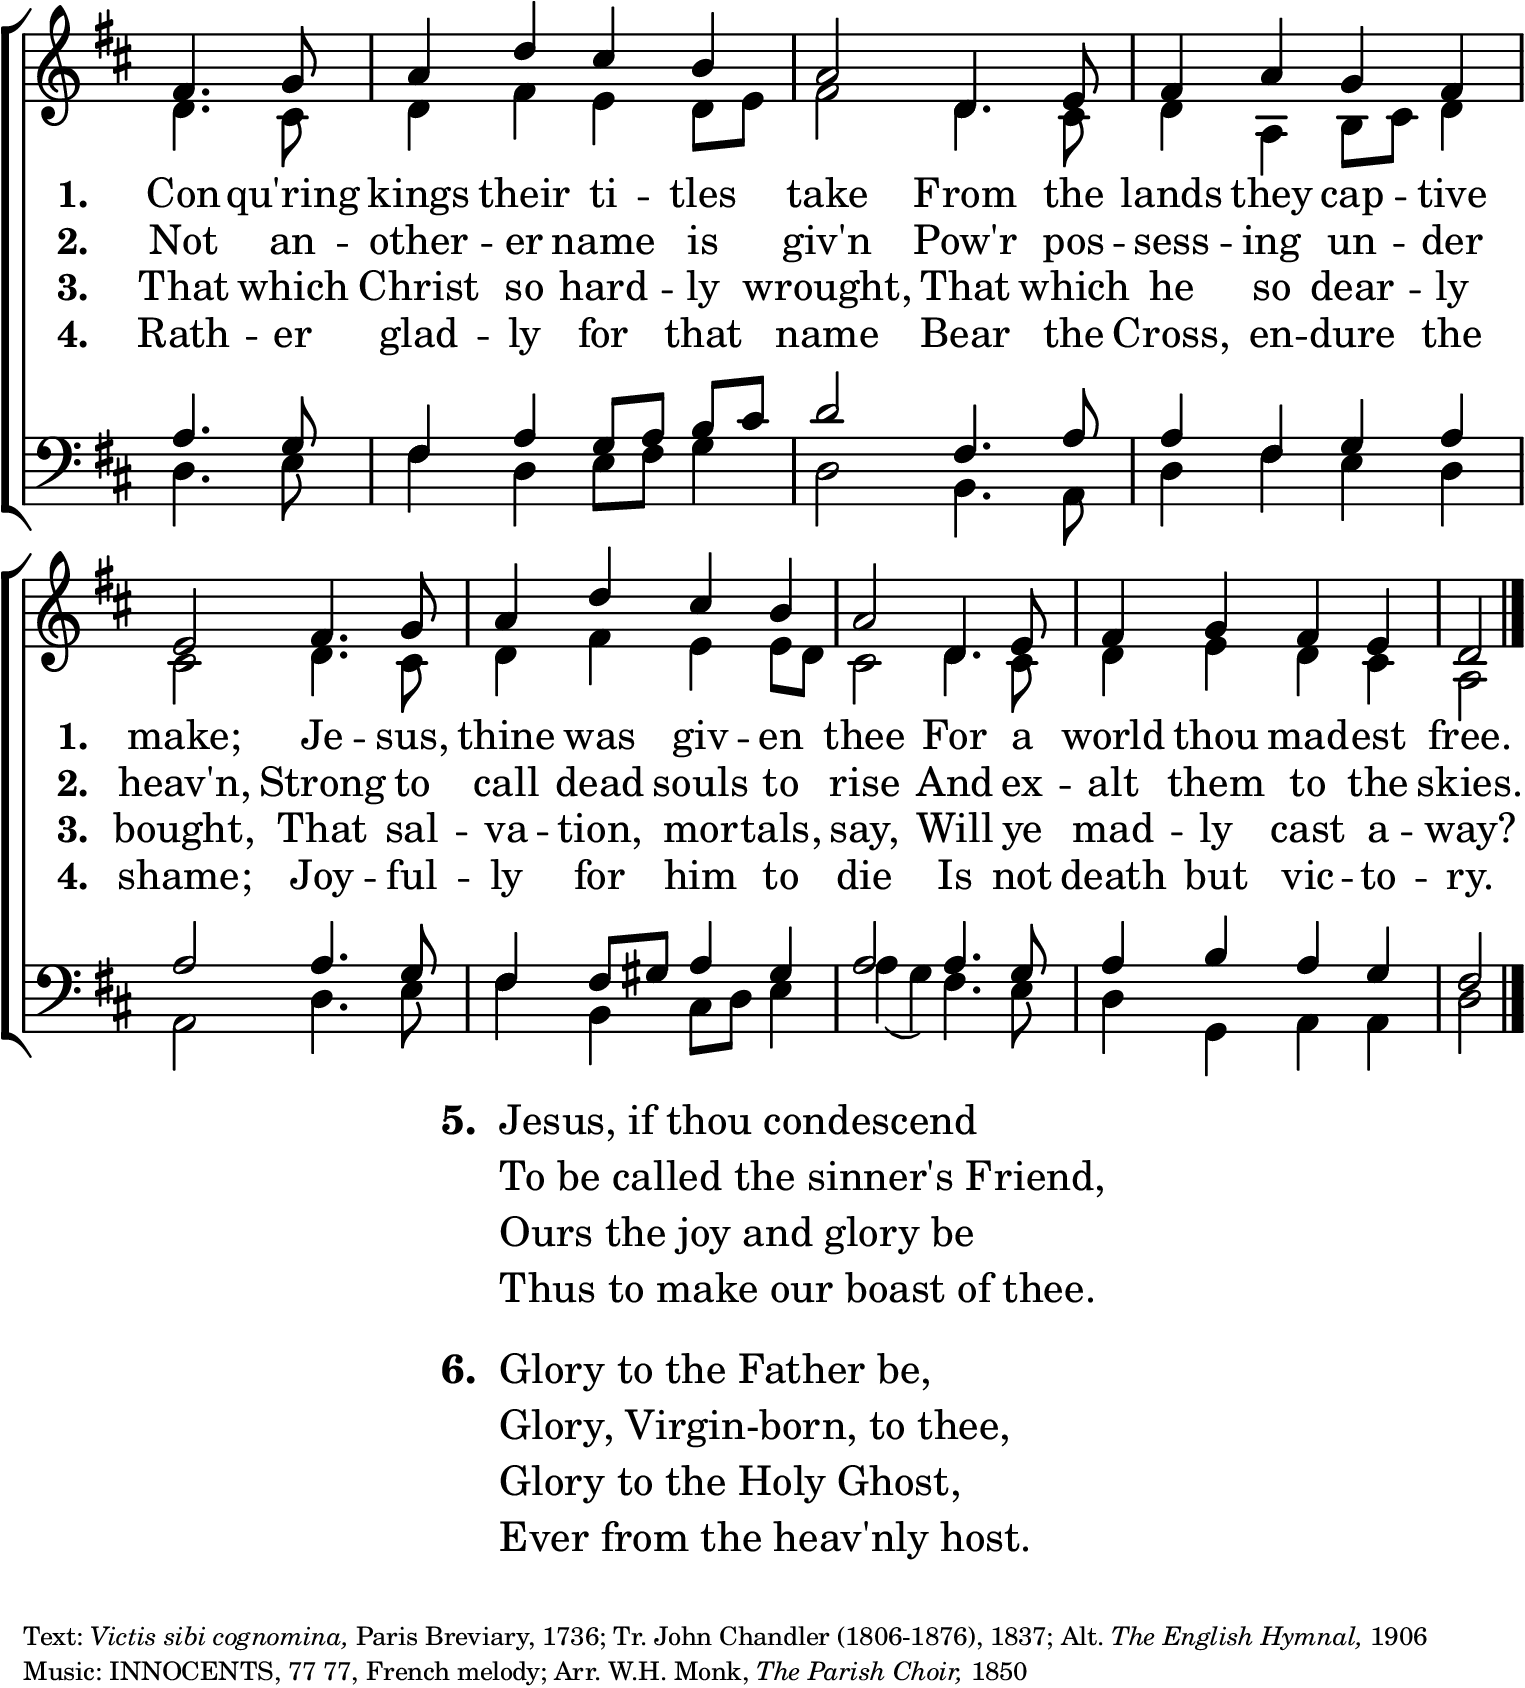 1. Con qu'ring kings their ti - tles take From the lands they cap - tive
2. Not an - other - er name is giv'n Pow'r pos - sess - ing un - der
3. That which Christ so hard - ly wrought, That which he so dear - ly
4. Rath - er glad - ly for that name Bear the Cross, en - dure the
1. make; Je - sus, thine was giv - en thee For a world thou madest free.
2. heav'n, Strong to call dead souls to rise And ex - alt them to the skies.
3. bought, That sal - va - tion, mortals, say, Will ye mad - ly cast a - way?
4. shame; Joy - ful - ly for him to die Is not death but vic - to - ry.
5. Jesus, if thou condescend
To be called the sinner's Friend,
Ours the joy and glory be
Thus to make our boast of thee.
6. Glory to the Father be,
Glory, Virgin-born, to thee,
Glory to the Holy Ghost,
Ever from the heav'nly host.
Text: Victis sibi cognomina, Paris Breviary, 1736; Tr. John Chandler (1806-1876), 1837; Alt. The English Hymnal, 1906
Music: INNOCENTS, 77 77, French melody; Arr. W.H. Monk, The Parish Choir, 1850